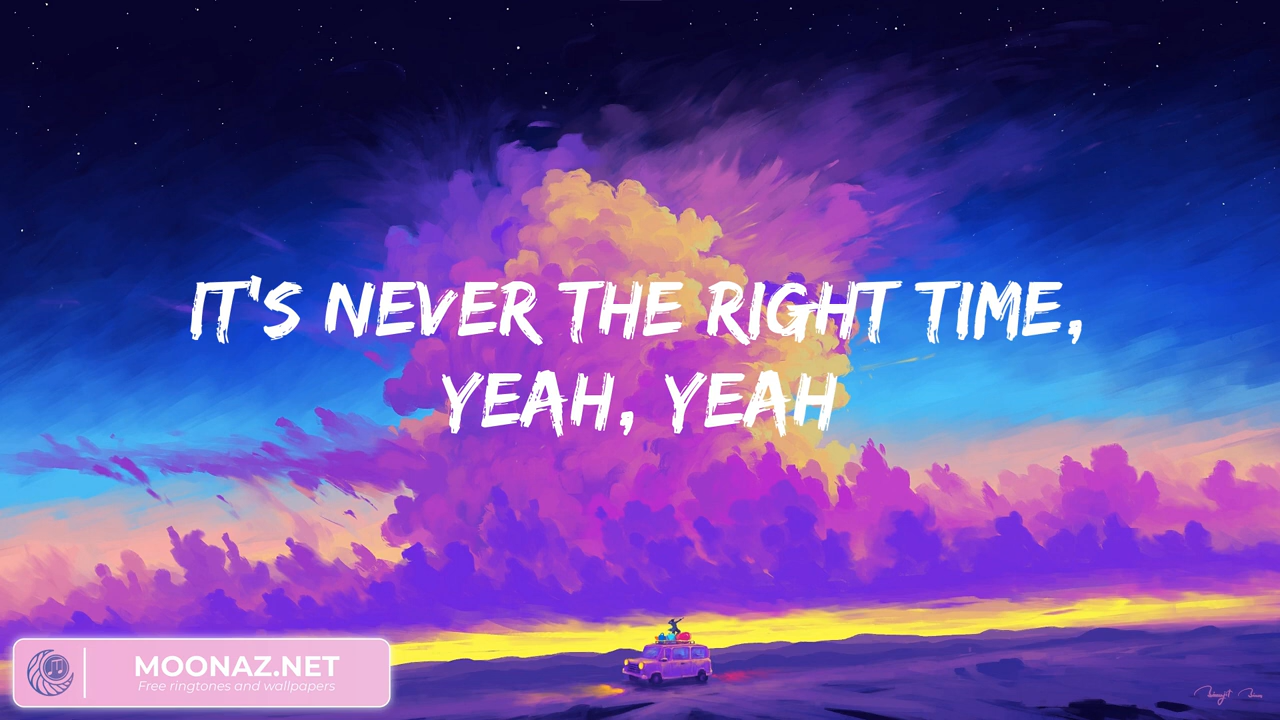 IT'S NEVER THE RIGHT TIME,
YEAH, YEAH
MOONAZ.NET
Free ringtones and wallpapers